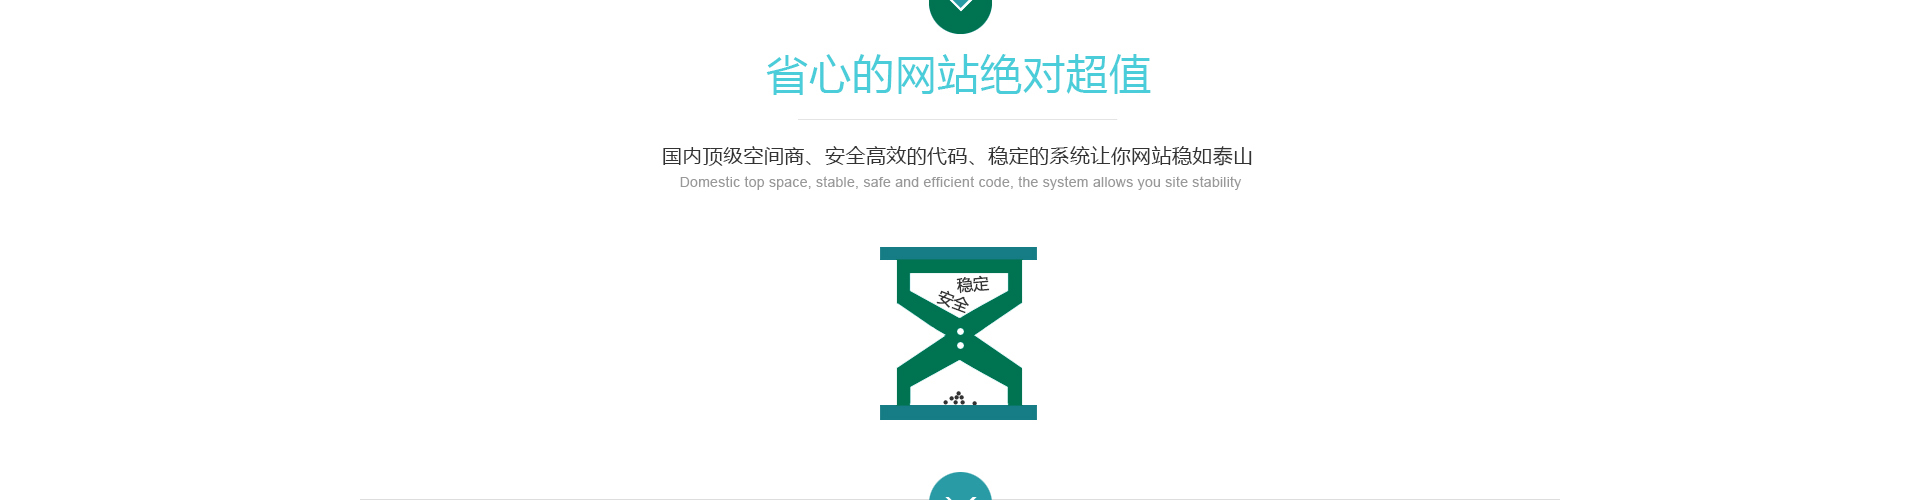 省心的网站绝对超值
国内顶级空间商、安全高效的代码、稳定的系统让你网站稳如泰山
Domestic top space, stable, safe and efficient code, the system allows you site stability
稳定
安全